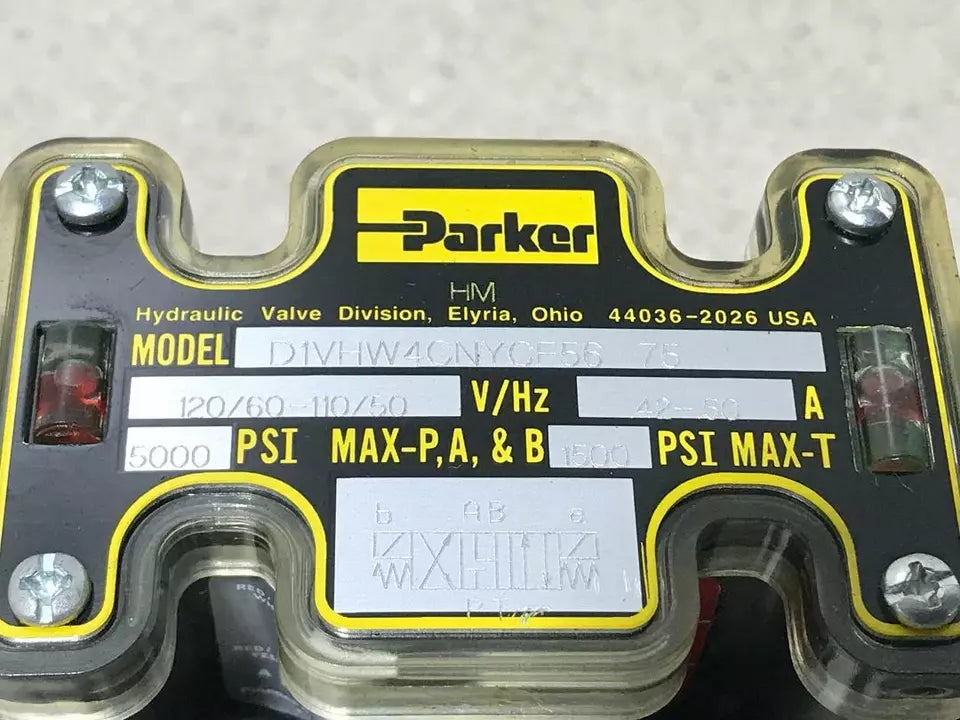 Parker
HM
Hydraulic Valve Division, Elyria, Ohio 44036-2026 USA
MODEL D1VHW4CNYCF56 75
120/60-110/50 V/Hz .42-.50 A
5000 PSI MAX-P,A, & B 1500 PSI MAX-T
b AB a
P T
RED/